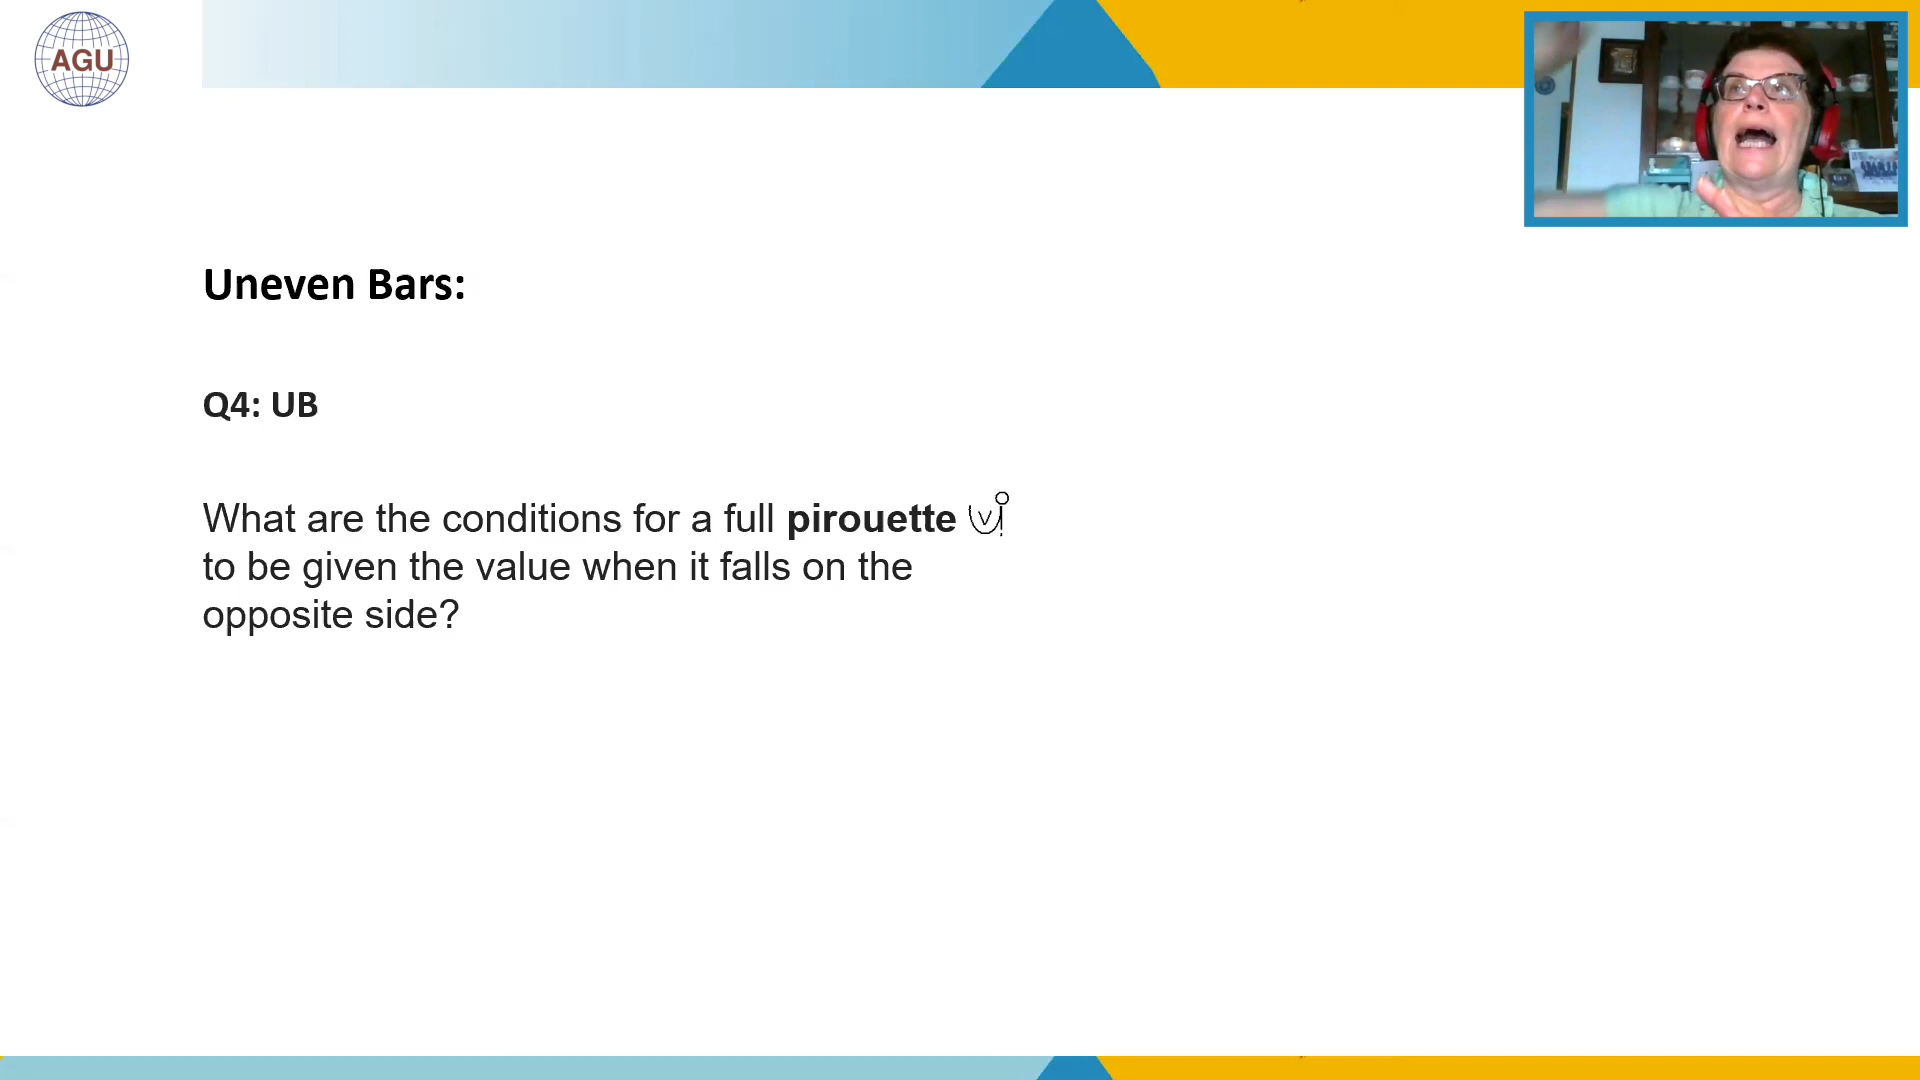 AGU
Uneven Bars:
Q4: UB
What are the conditions for a full pirouette
to be given the value when it falls on the
opposite side?